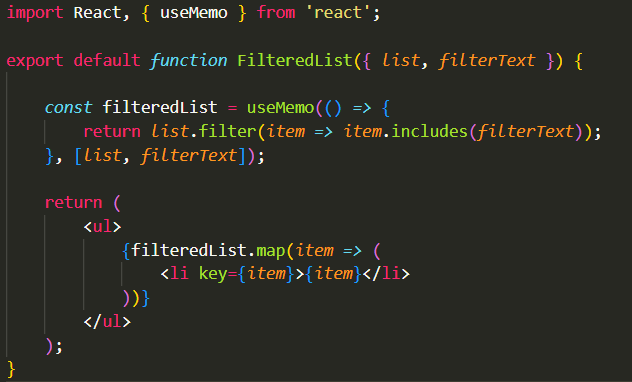 import React, { useMemo } from 'react';
export default function FilteredList({ list, filterText }) {
const filteredList = useMemo(() => {
return list.filter(item => item.includes(filterText));
}, [list, filterText]);
return (
<ul>
{filteredList.map(item => (
<li key={item}>{item}</li>
))}
</ul>
);
}